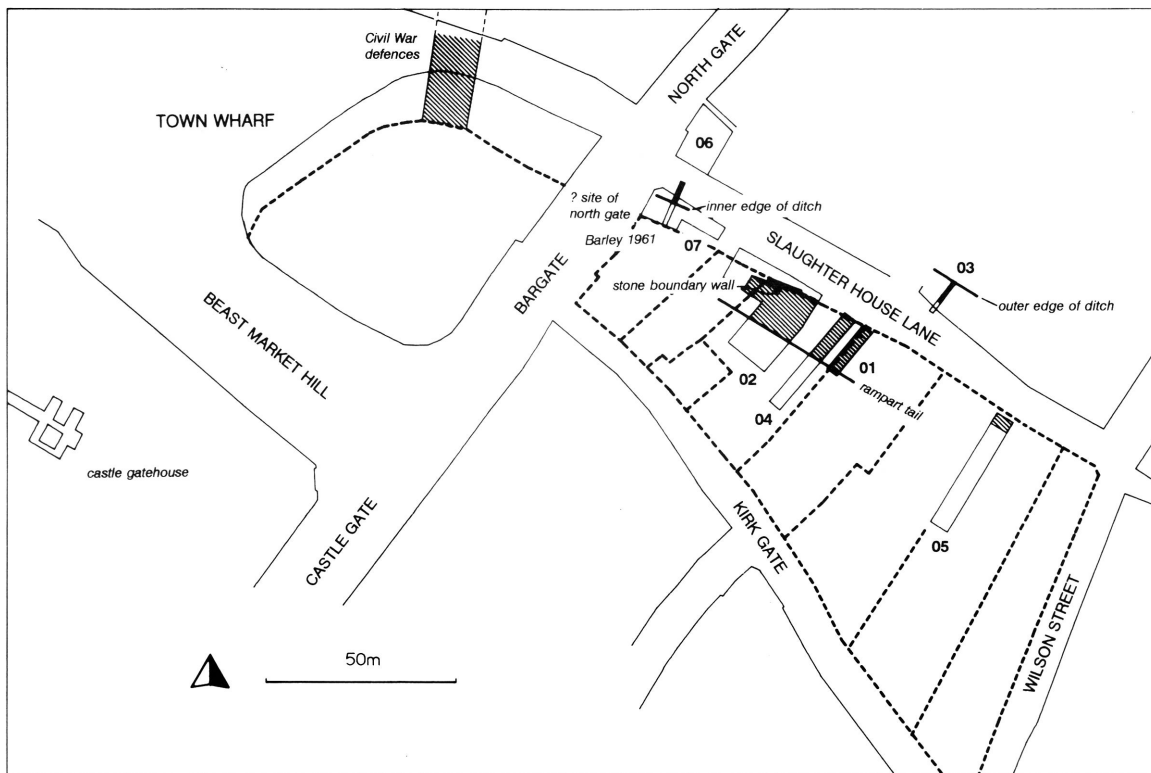 Civil War
defences
NORTH GATE
TOWN WHARF
06
? site of
north gate
inner edge of ditch
Barley 1961
07
SLAUGHTER HOUSE LANE
03
outer edge of ditch
stone boundary wall
BARGATE
BEAST MARKET HILL
01
02
rampart tail
04
castle gatehouse
CASTLE GATE
KIRK GATE
05
WILSON STREET
50m